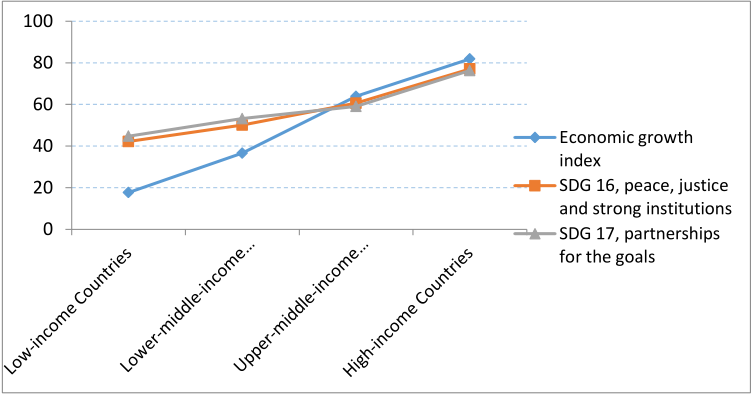 100
80
60
40
20
0
Low-income Countries
Lower-middle-income...
Upper-middle-income...
High-income Countries
Economic growth
index
SDG 16, peace, justice
and strong institutions
SDG 17, partnerships
for the goals